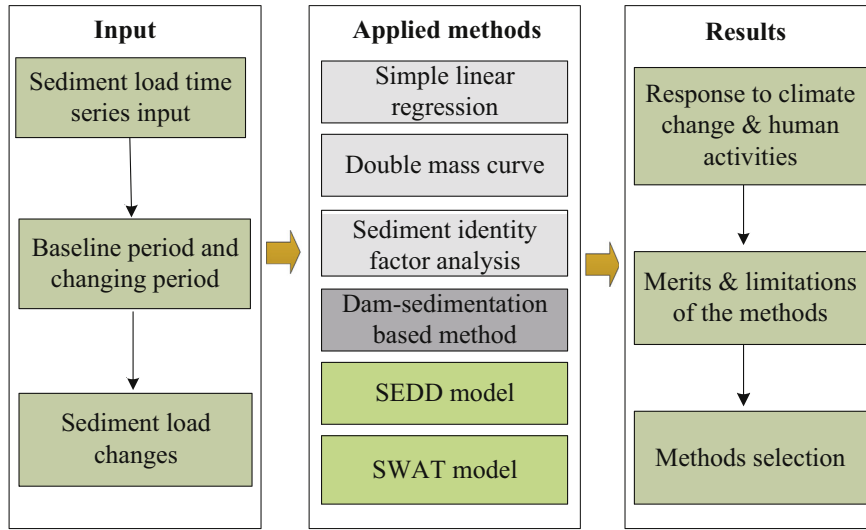 Input
Sediment load time
series input
Baseline period and
changing period
Sediment load
changes
Applied methods
Simple linear
regression
Double mass curve
Sediment identity
factor analysis
Dam-sedimentation
based method
SEDD model
SWAT model
Results
Response to climate
change & human
activities
Merits & limitations
of the methods
Methods selection